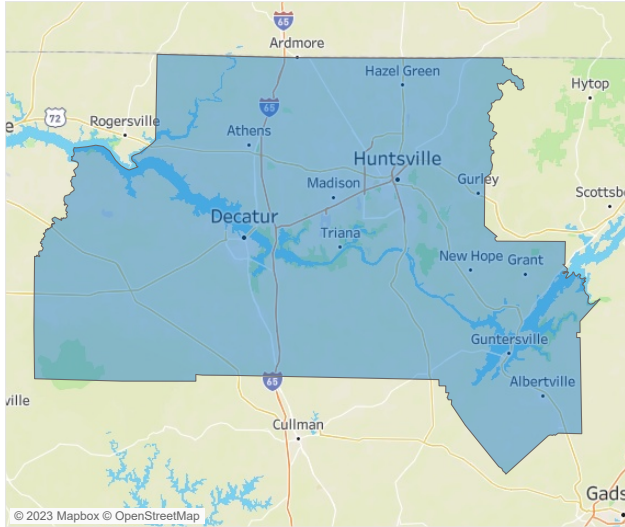 65
Ardmore
Hazel Green
Hytop
72
Rogersville
65
Athens
Huntsville
Madison
Gurley
Scottsb
Decatur
Triana
New Hope
Grant
Guntersville
65
Albertville
ville
Cullman
Gads
© 2023 Mapbox © OpenStreetMap